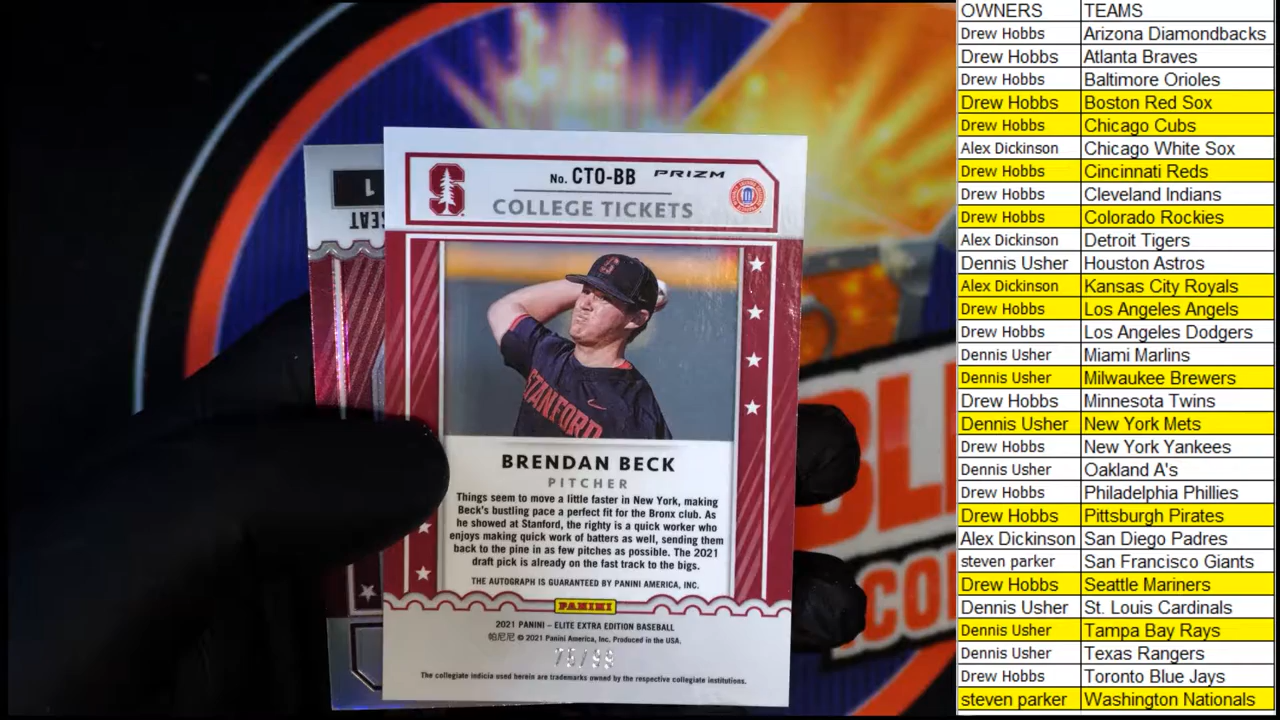 No. CTO-BB PRIZM
COLLEGE TICKETS
STANFORD
BRENDAN BECK
PITCHER
Things seem to move a little faster in New York, making
Beck's bustling pace a perfect fit for the Bronx club. As
he showed at Stanford, the righty is a quick worker who
enjoys making quick work of batters as well, sending them
back to the pine in as few pitches as possible. The 2021
draft pick is already on the fast track to the bigs.
THE AUTOGRAPH IS GUARANTEED BY PANINI AMERICA, INC.
PANINI
2021 PANINI – ELITE EXTRA EDITION BASEBALL
帕尼尼 © 2021 Panini America, Inc. Produced in the USA.
75/99
The collegiate indicia used herein are trademarks owned by the respective collegiate institutions.
1
SEAT
OWNERS TEAMS
Drew Hobbs Arizona Diamondbacks
Drew Hobbs Atlanta Braves
Drew Hobbs Baltimore Orioles
Drew Hobbs Boston Red Sox
Drew Hobbs Chicago Cubs
Alex Dickinson Chicago White Sox
Drew Hobbs Cincinnati Reds
Drew Hobbs Cleveland Indians
Drew Hobbs Colorado Rockies
Alex Dickinson Detroit Tigers
Dennis Usher Houston Astros
Alex Dickinson Kansas City Royals
Drew Hobbs Los Angeles Angels
Drew Hobbs Los Angeles Dodgers
Dennis Usher Miami Marlins
Dennis Usher Milwaukee Brewers
Drew Hobbs Minnesota Twins
Dennis Usher New York Mets
Drew Hobbs New York Yankees
Dennis Usher Oakland A's
Drew Hobbs Philadelphia Phillies
Drew Hobbs Pittsburgh Pirates
Alex Dickinson San Diego Padres
steven parker San Francisco Giants
Drew Hobbs Seattle Mariners
Dennis Usher St. Louis Cardinals
Dennis Usher Tampa Bay Rays
Dennis Usher Texas Rangers
Drew Hobbs Toronto Blue Jays
steven parker Washington Nationals